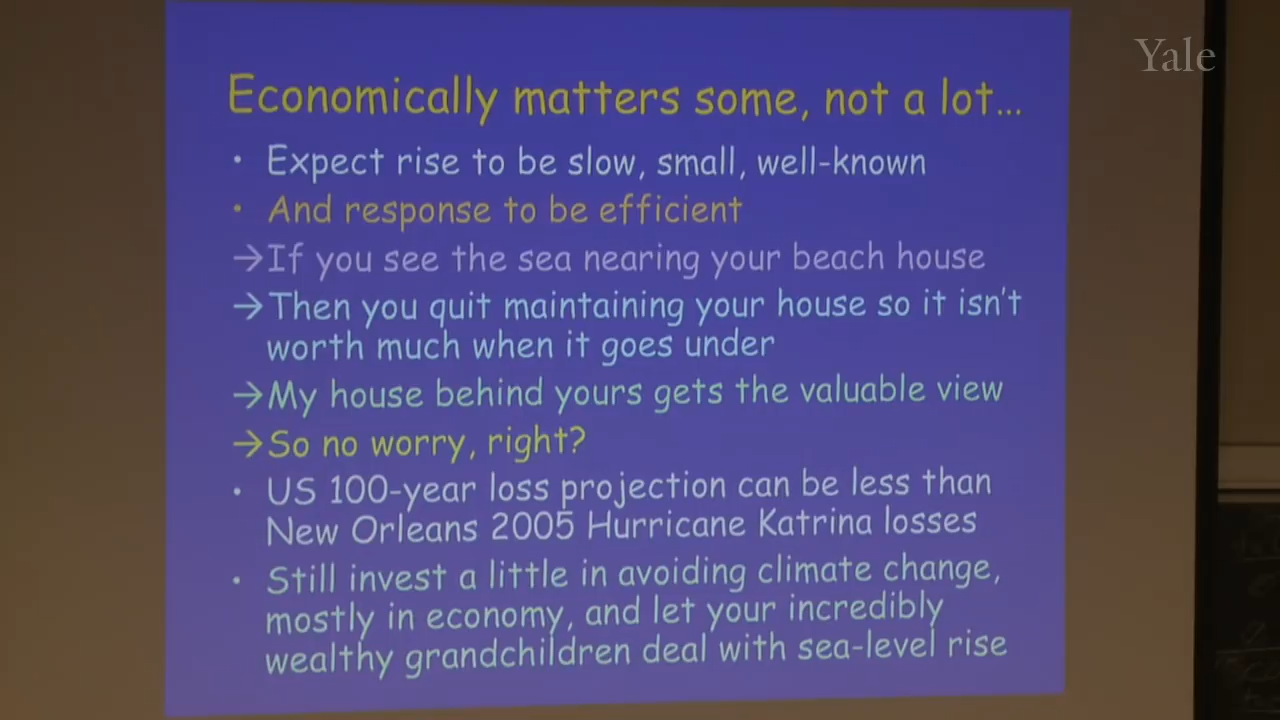 Yale
Economically matters some, not a lot...
• Expect rise to be slow, small, well-known
• And response to be efficient
→If you see the sea nearing your beach house
→Then you quit maintaining your house so it isn't
worth much when it goes under
→My house behind yours gets the valuable view
→So no worry, right?
• US 100-year loss projection can be less than
New Orleans 2005 Hurricane Katrina losses
• Still invest a little in avoiding climate change,
mostly in economy, and let your incredibly
wealthy grandchildren deal with sea-level rise